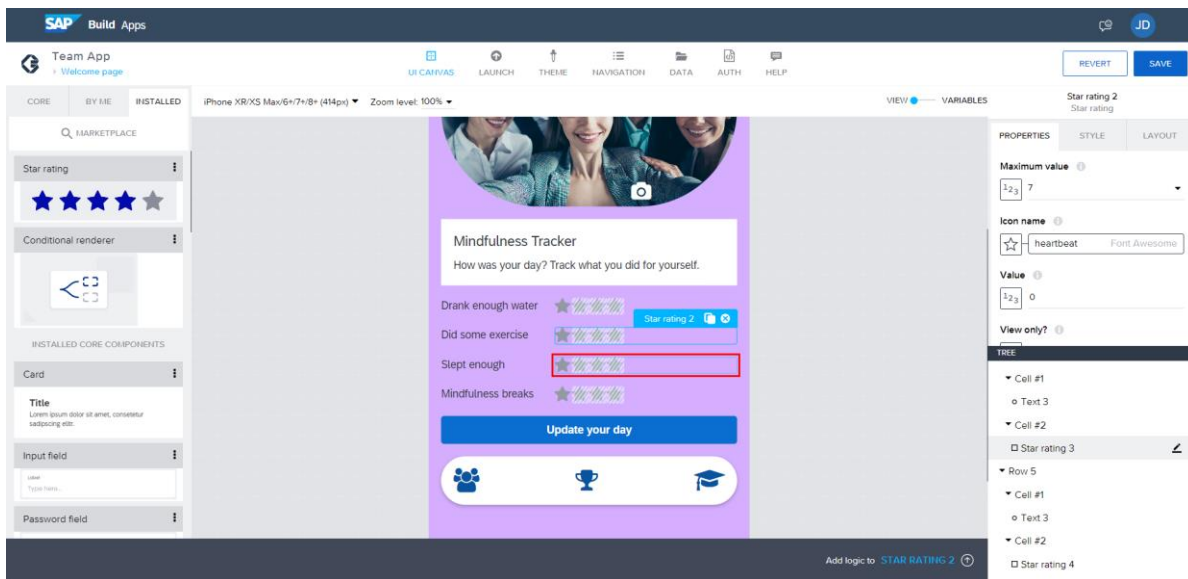 SAP Build Apps
JD
Team App
Welcome page
UI CANVAS LAUNCH THEME NAVIGATION DATA AUTH HELP
REVERT SAVE
CORE BY ME INSTALLED
iPhone XR/XS Max/6+/7+/8+ (414px) Zoom level: 100%
VIEW VARIABLES
Star rating 2
Star rating
MARKETPLACE
PROPERTIES STYLE LAYOUT
Star rating
Maximum value
123 7
Icon name
heartbeat Font Awesome
Value
123 0
View only?
Conditional renderer
INSTALLED CORE COMPONENTS
Card
Title
Lorem ipsum dolor sit amet, consetetur
sadipscing elitr.
Input field
Label
Type here...
Password field
Mindfulness Tracker
How was your day? Track what you did for yourself.
Drank enough water
Star rating 2
Did some exercise
Slept enough
Mindfulness breaks
Update your day
TREE
Cell #1
Text 3
Cell #2
Star rating 3
Row 5
Cell #1
Text 3
Cell #2
Star rating 4
Add logic to STAR RATING 2